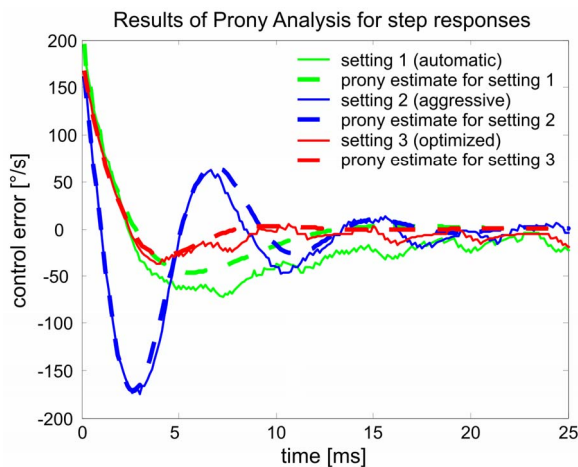 Results of Prony Analysis for step responses
200
150
100
50
0
-50
-100
-150
-200
control error [°/s]
setting 1 (automatic)
prony estimate for setting 1
setting 2 (aggressive)
prony estimate for setting 2
setting 3 (optimized)
prony estimate for setting 3
0 5 10 15 20 25
time [ms]